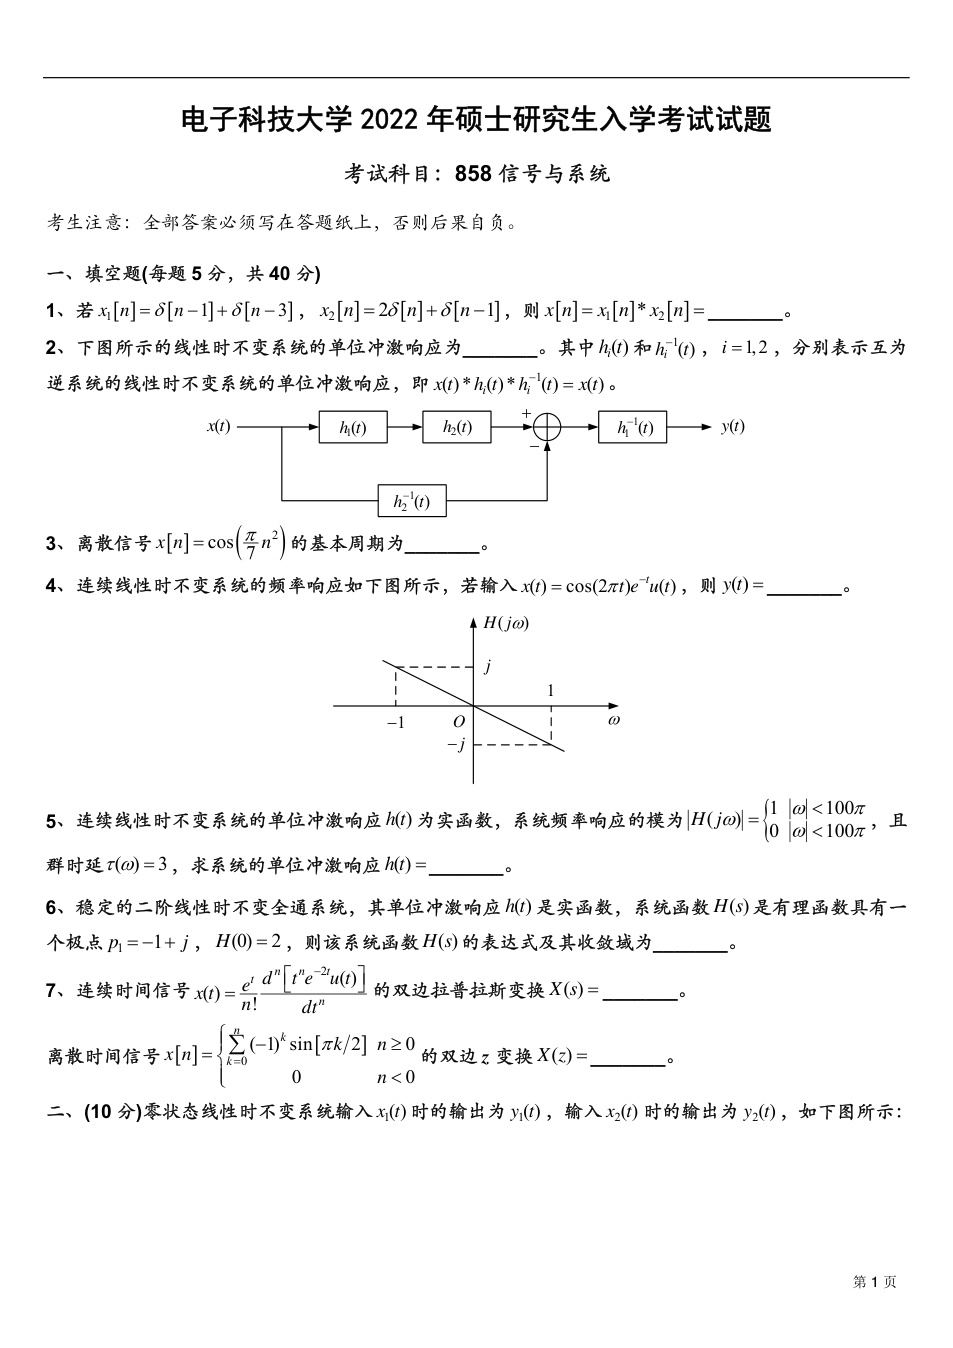 电子科技大学 2022 年硕士研究生入学考试试题
考试科目：858 信号与系统
考生注意：全部答案必须写在答题纸上，否则后果自负。
一、填空题(每题 5 分，共 40 分)
1、若 x₁[n]=δ[n−1]+δ[n−3]，x₂[n]=2δ[n]+δ[n−1]，则 x[n]=x₁[n]*x₂[n]=_______。
2、下图所示的线性时不变系统的单位冲激响应为_______。其中 hᵢ(t) 和 hᵢ⁻¹(t)，i=1,2，分别表示互为
逆系统的线性时不变系统的单位冲激响应，即 x(t)*hᵢ(t)*hᵢ⁻¹(t)=x(t)。
x(t) h₁(t) h₂(t) + − h₁⁻¹(t) y(t)
h₂⁻¹(t)
3、离散信号 x[n]=cos(π/7 n²) 的基本周期为_______。
4、连续线性时不变系统的频率响应如下图所示，若输入 x(t)=cos(2πt)e⁻ᵗu(t)，则 y(t)=_______。
H(jω)
j
1
−1 O ω
−j
5、连续线性时不变系统的单位冲激响应 h(t) 为实函数，系统频率响应的模为 |H(jω)|={1 |ω|<100π; 0 |ω|<100π，且
群时延 τ(ω)=3，求系统的单位冲激响应 h(t)=_______。
6、稳定的二阶线性时不变全通系统，其单位冲激响应 h(t) 是实函数，系统函数 H(s) 是有理函数具有一
个极点 p₁=−1+j，H(0)=2，则该系统函数 H(s) 的表达式及其收敛域为_______。
7、连续时间信号 x(t)=eᵗ/n! dⁿ[tⁿe⁻²ᵗu(t)]/dtⁿ 的双边拉普拉斯变换 X(s)=_______。
离散时间信号 x[n]={∑ₖ₌₀ⁿ(−1)ᵏ sin[πk/2] n≥0; 0 n<0 的双边 z 变换 X(z)=_______。
二、(10 分)零状态线性时不变系统输入 x₁(t) 时的输出为 y₁(t)，输入 x₂(t) 时的输出为 y₂(t)，如下图所示：
第 1 页